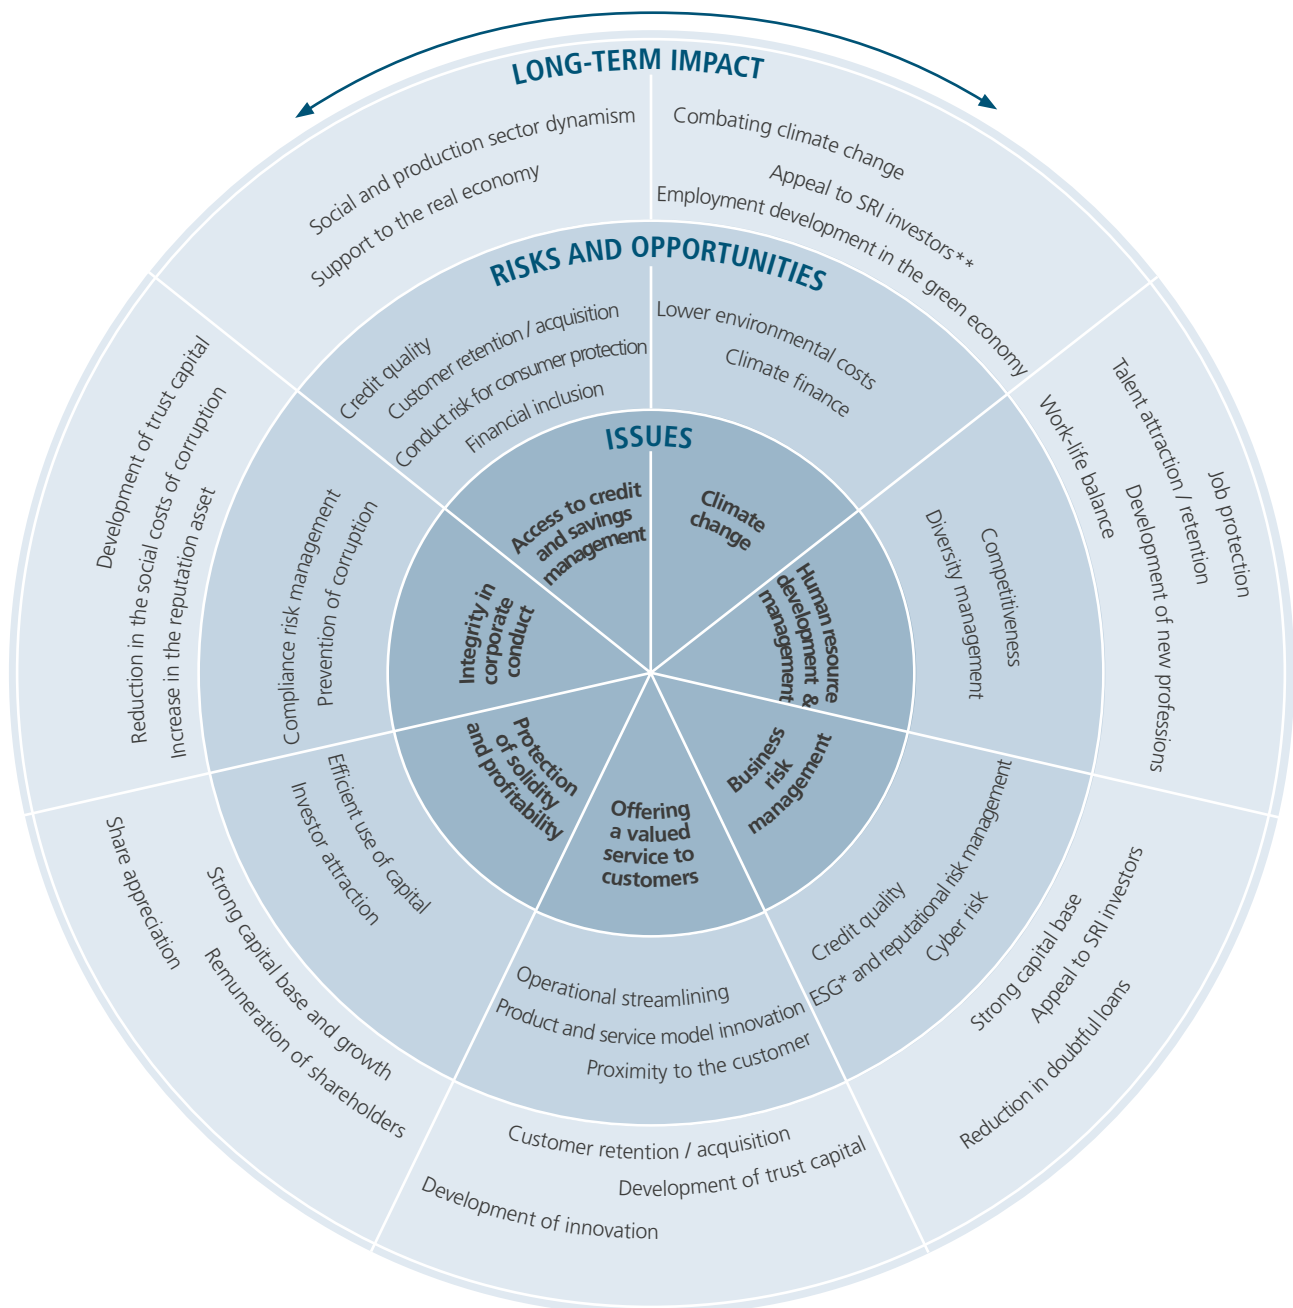 LONG-TERM IMPACT
Social and production sector dynamism
Support to the real economy
Combating climate change
Appeal to SRI investors**
Employment development in the green economy
RISKS AND OPPORTUNITIES
Credit quality
Customer retention / acquisition
Conduct risk for consumer protection
Financial inclusion
Lower environmental costs
Climate finance
ISSUES
Access to credit
and savings
management
Climate
change
Human resource
development &
management
Business
risk
management
Offering
a valued
service to
customers
Protection
of solidity
and profitability
Integrity in
corporate
conduct
Competitiveness
Diversity management
Job protection
Talent attraction / retention
Development of new professions
Work-life balance
Credit quality
ESG* and reputational risk management
Cyber risk
Strong capital base
Appeal to SRI investors
Reduction in doubtful loans
Operational streamlining
Product and service model innovation
Proximity to the customer
Customer retention / acquisition
Development of trust capital
Development of innovation
Efficient use of capital
Investor attraction
Strong capital base and growth
Remuneration of shareholders
Share appreciation
Compliance risk management
Prevention of corruption
Development of trust capital
Reduction in the social costs of corruption
Increase in the reputation asset